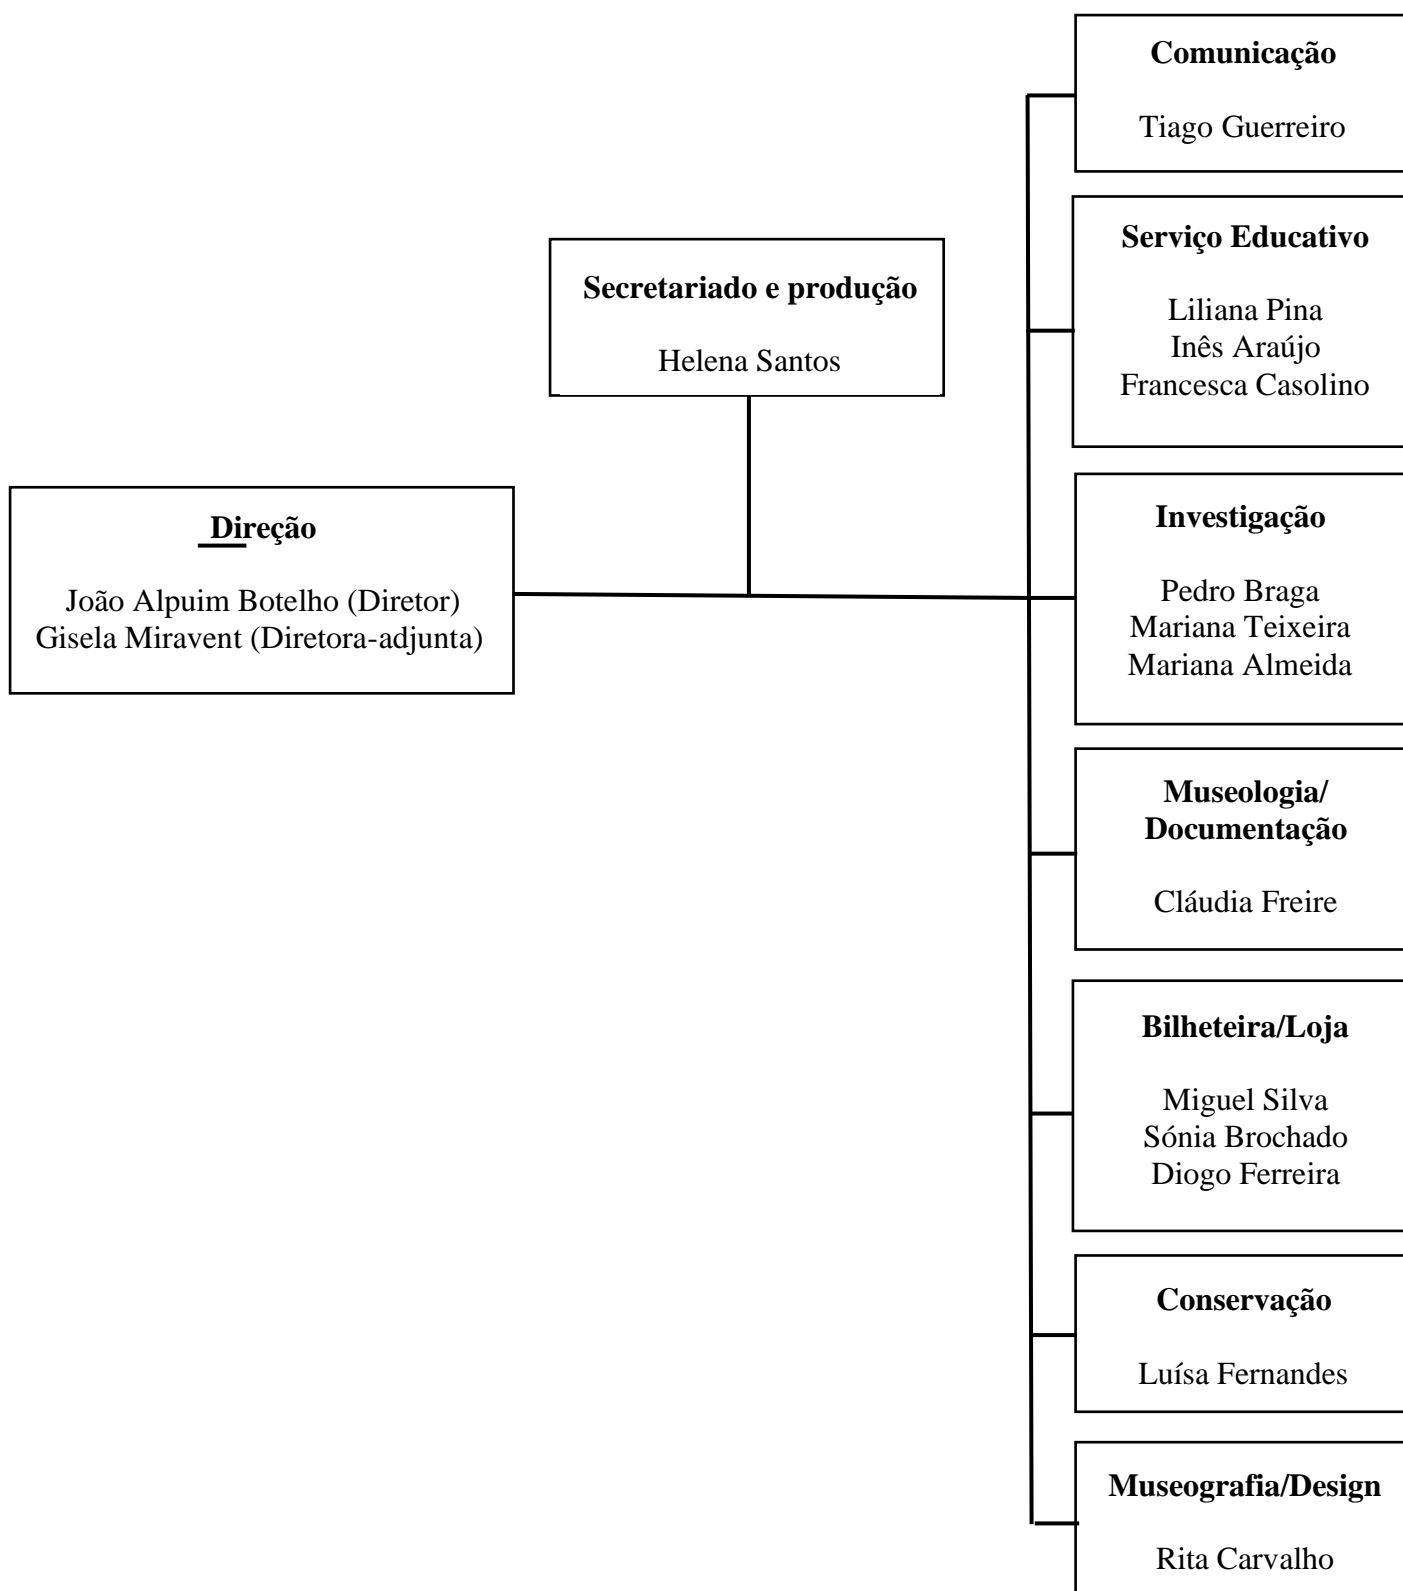 Comunicação
Tiago Guerreiro
Serviço Educativo
Liliana Pina
Inês Araújo
Francesca Casolino
Secretariado e produção
Helena Santos
Direção
João Alpuim Botelho (Diretor)
Gisela Miravent (Diretora-adjunta)
Investigação
Pedro Braga
Mariana Teixeira
Mariana Almeida
Museologia/
Documentação
Cláudia Freire
Bilheteira/Loja
Miguel Silva
Sónia Brochado
Diogo Ferreira
Conservação
Luísa Fernandes
Museografia/Design
Rita Carvalho